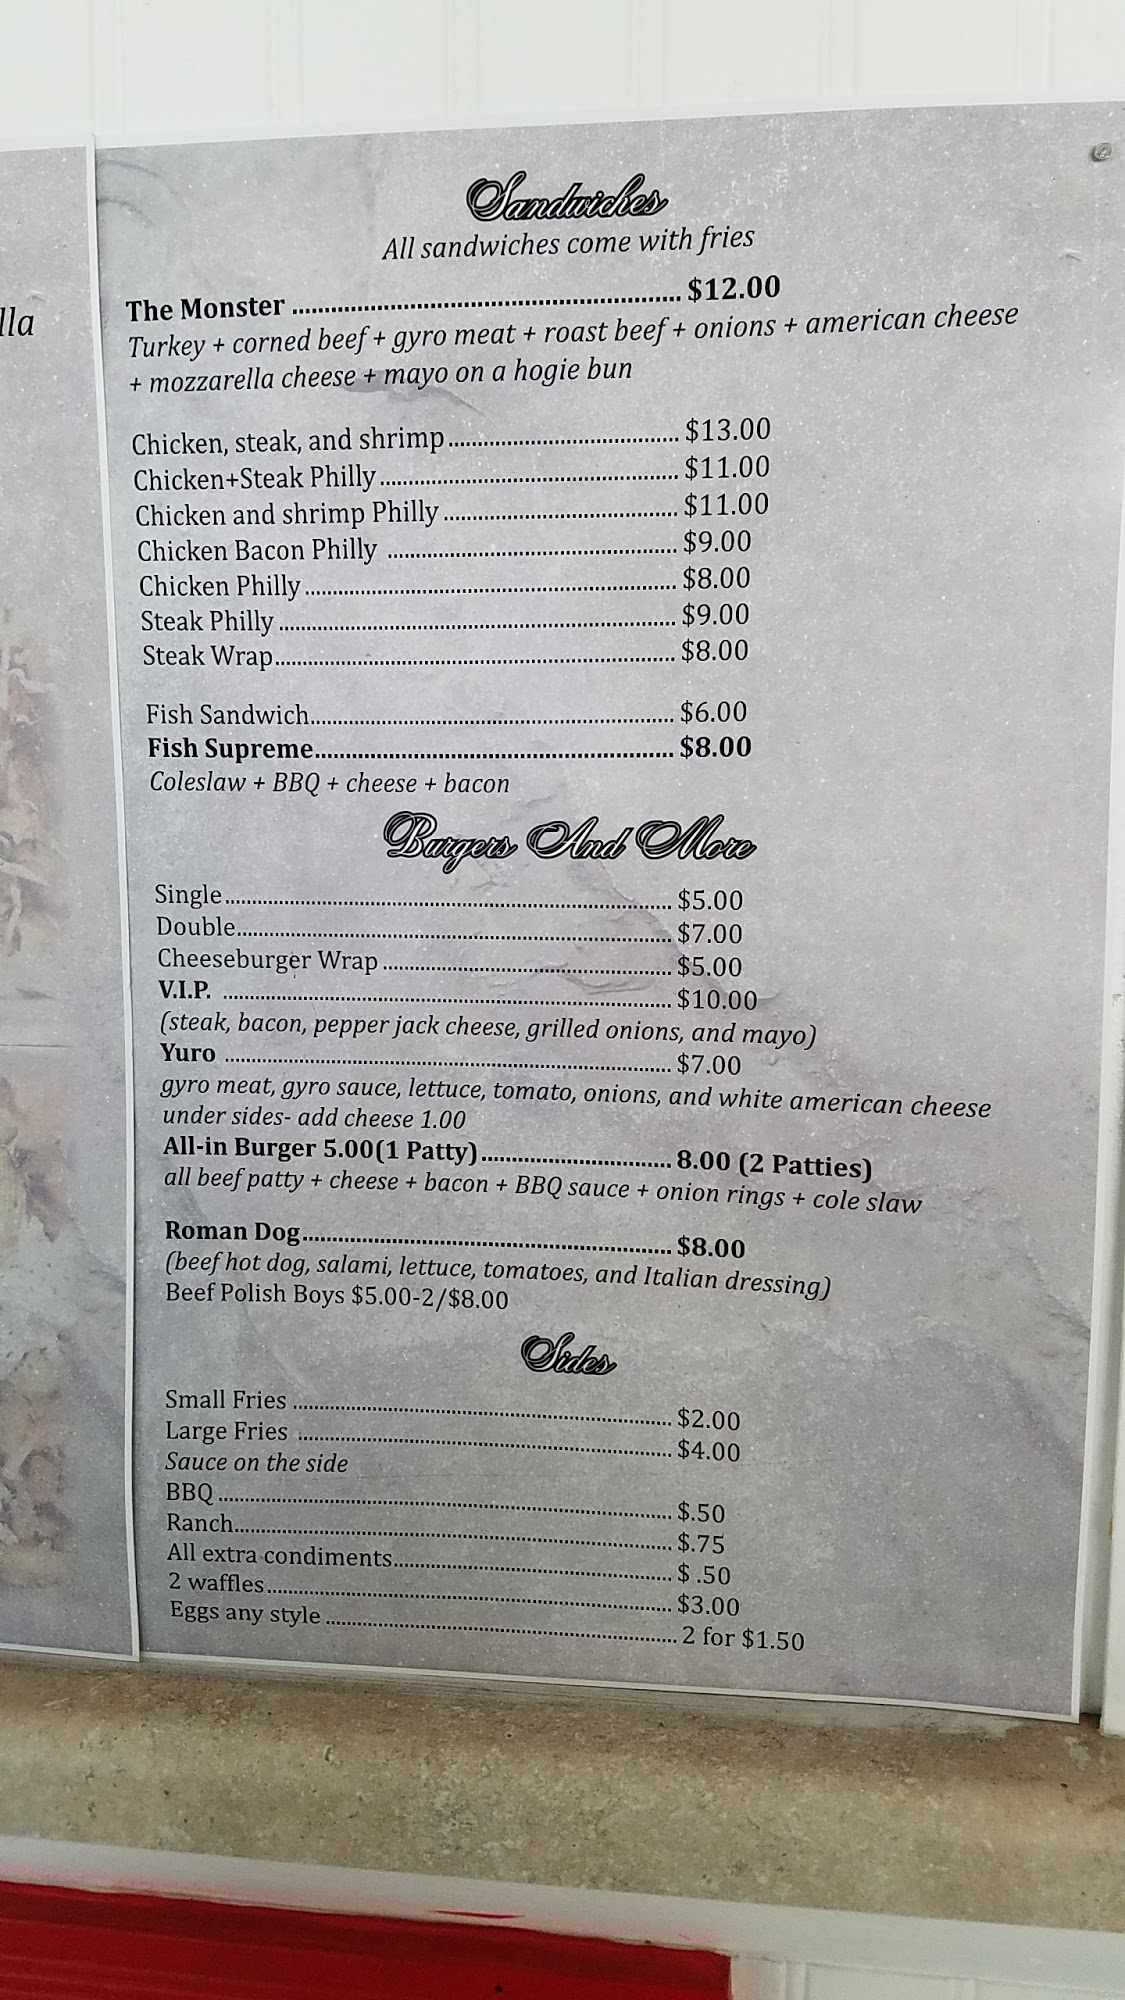 lla
Sandwiches
All sandwiches come with fries
The Monster ........................................................ $12.00
Turkey + corned beef + gyro meat + roast beef + onions + american cheese
+ mozzarella cheese + mayo on a hogie bun
Chicken, steak, and shrimp................................... $13.00
Chicken+Steak Philly............................................. $11.00
Chicken and shrimp Philly.................................... $11.00
Chicken Bacon Philly ............................................ $9.00
Chicken Philly........................................................ $8.00
Steak Philly............................................................ $9.00
Steak Wrap............................................................ $8.00
Fish Sandwich....................................................... $6.00
Fish Supreme....................................................... $8.00
Coleslaw + BBQ + cheese + bacon
Burgers And More
Single.................................................................... $5.00
Double.................................................................. $7.00
Cheeseburger Wrap............................................. $5.00
V.I.P. ..................................................................... $10.00
(steak, bacon, pepper jack cheese, grilled onions, and mayo)
Yuro ..................................................................... $7.00
gyro meat, gyro sauce, lettuce, tomato, onions, and white american cheese
under sides- add cheese 1.00
All-in Burger 5.00(1 Patty)............................. 8.00 (2 Patties)
all beef patty + cheese + bacon + BBQ sauce + onion rings + cole slaw
Roman Dog......................................................... $8.00
(beef hot dog, salami, lettuce, tomatoes, and Italian dressing)
Beef Polish Boys $5.00-2/$8.00
Sides
Small Fries .......................................................... $2.00
Large Fries ......................................................... $4.00
Sauce on the side
BBQ...................................................................... $.50
Ranch................................................................... $.75
All extra condiments........................................... $ .50
2 waffles.............................................................. $3.00
Eggs any style ..................................................... 2 for $1.50